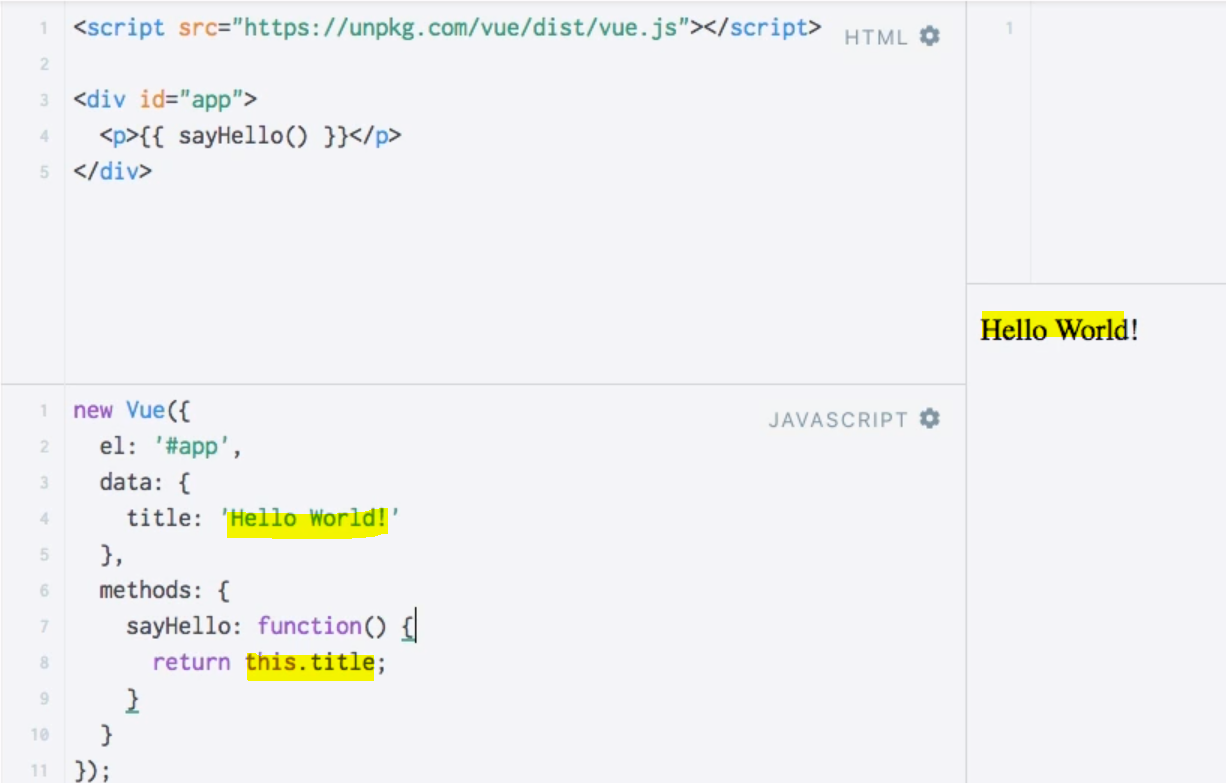 1 <script src="https://unpkg.com/vue/dist/vue.js"></script>
HTML
2
3 <div id="app">
4   <p>{{ sayHello() }}</p>
5 </div>
1
Hello World!
1 new Vue({
JAVASCRIPT
2   el: '#app',
3   data: {
4     title: 'Hello World!'
5   },
6   methods: {
7     sayHello: function() {
8       return this.title;
9     }
10   }
11 });